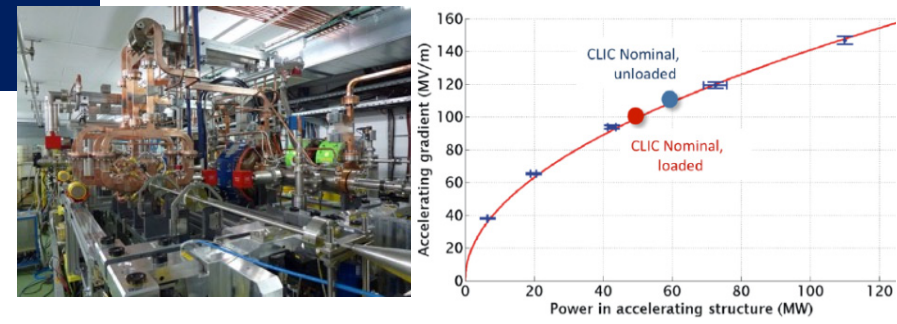 Accelerating gradient (MV/m)
160
140
120
100
80
60
40
20
0
CLIC Nominal,
unloaded
CLIC Nominal,
loaded
0
20
40
60
80
100
120
Power in accelerating structure (MW)